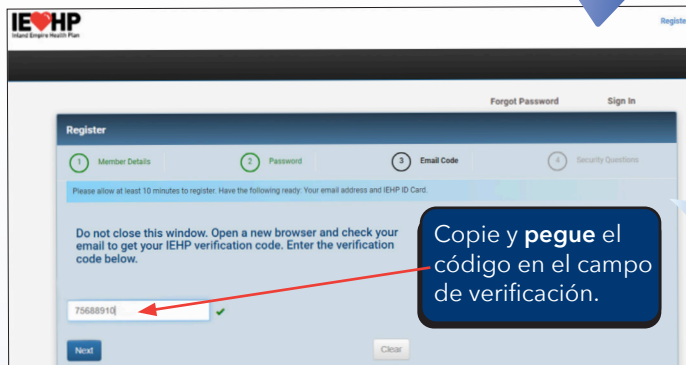 IEHP
Inland Empire Health Plan
Registe
Forgot Password Sign In
Register
1 Member Details 2 Password 3 Email Code 4 Security Questions
Please allow at least 10 minutes to register. Have the following ready: Your email address and IEHP ID Card.
Do not close this window. Open a new browser and check your
email to get your IEHP verification code. Enter the verification
code below.
Copie y pegue el
código en el campo
de verificación.
75688910
Next Clear